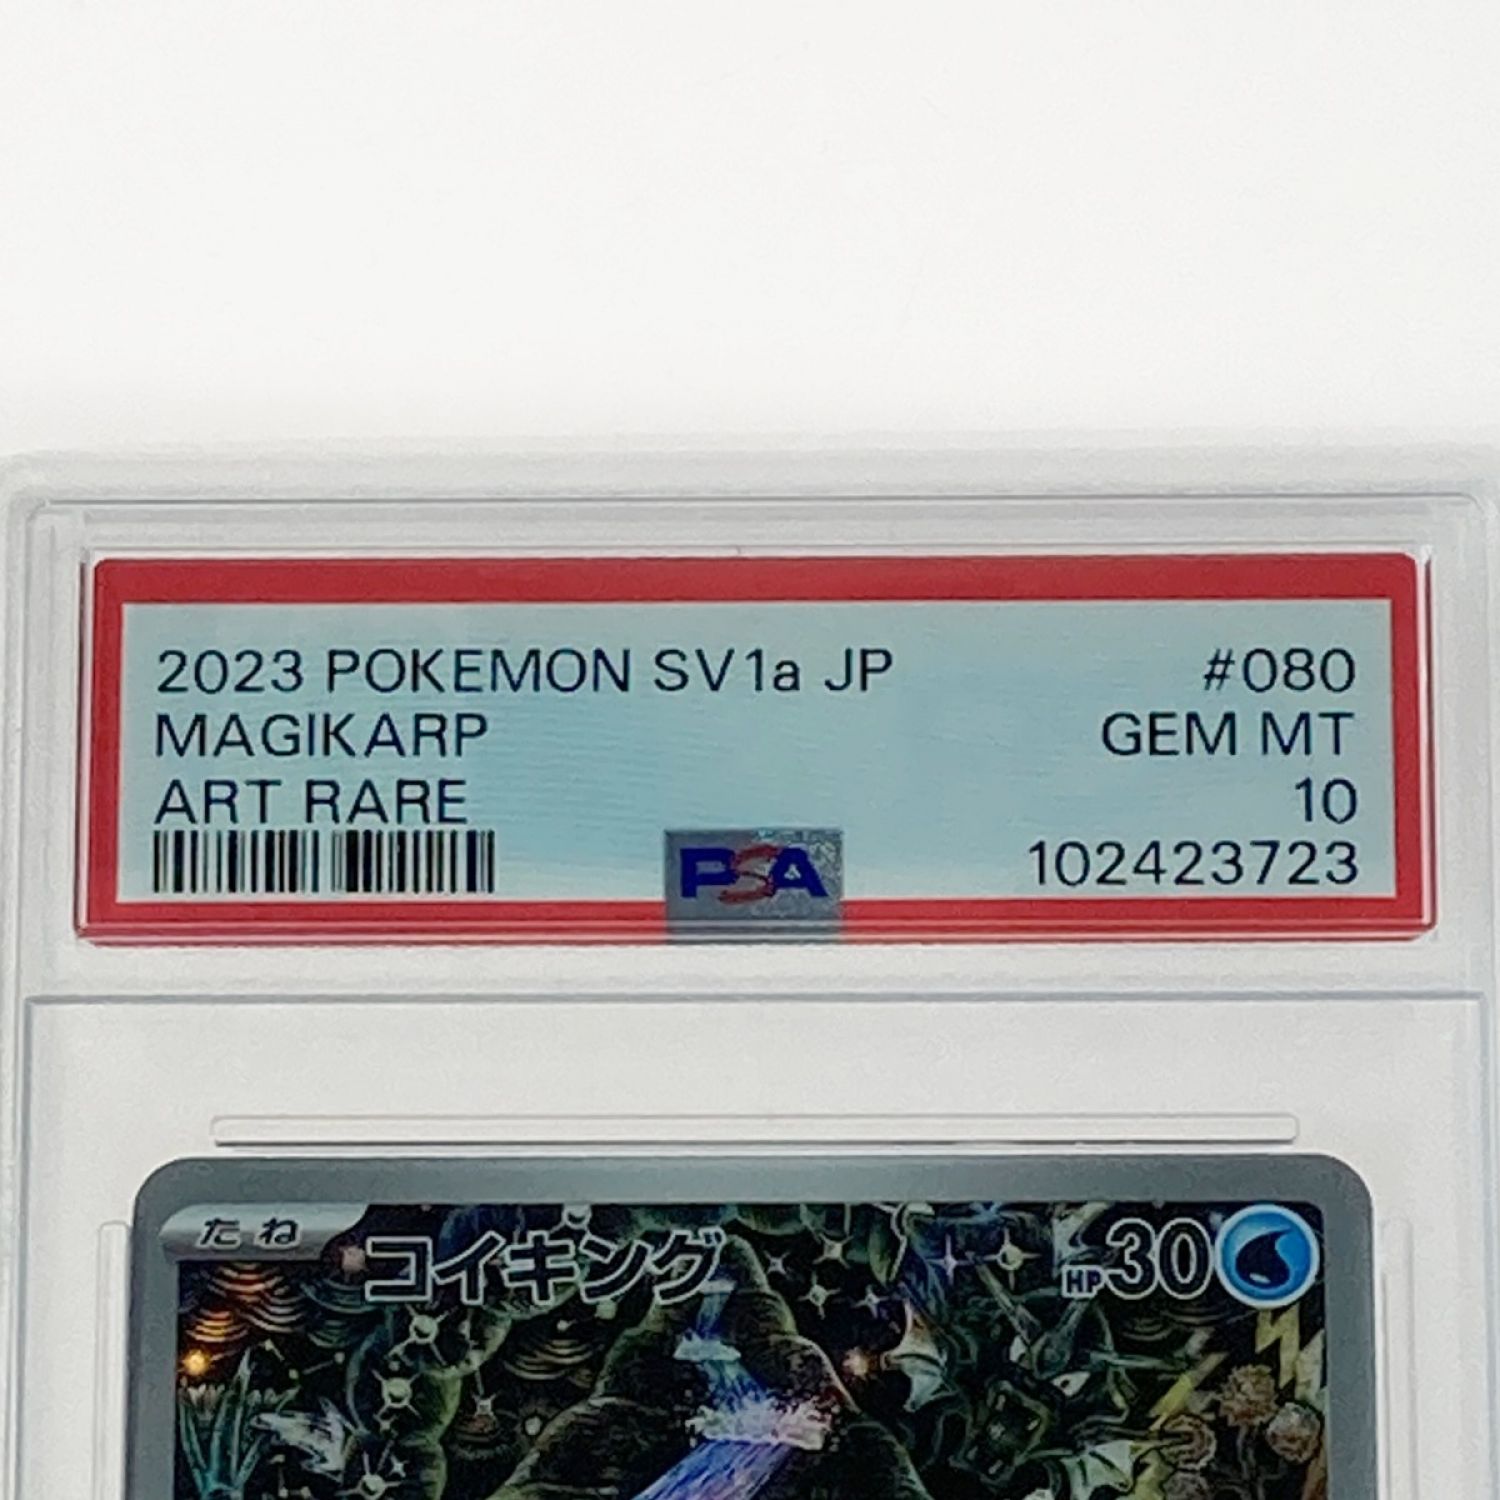 2023 POKEMON SV1a JP #080
MAGIKARP GEM MT
ART RARE 10
PSA 102423723
たね コイキング HP30